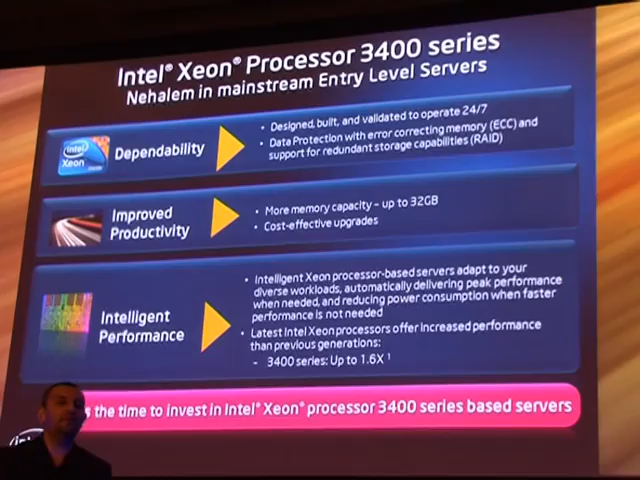 Intel® Xeon® Processor 3400 series
Nehalem in mainstream Entry Level Servers
intel
Xeon
Dependability
• Designed, built, and validated to operate 24/7
• Data Protection with error correcting memory (ECC) and
support for redundant storage capabilities (RAID)
Improved
Productivity
• More memory capacity – up to 32GB
• Cost-effective upgrades
Intelligent
Performance
• Intelligent Xeon processor-based servers adapt to your
diverse workloads, automatically delivering peak performance
when needed, and reducing power consumption when faster
performance is not needed
• Latest Intel Xeon processors offer increased performance
than previous generations:
– 3400 series: Up to 1.6X ¹
the time to invest in Intel® Xeon® processor 3400 series based servers